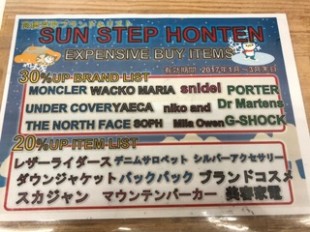 SUN STEP HONTEN
EXPENSIVE BUY ITEMS
30%UP BRAND LIST
MONCLER WACKO MARIA snidel PORTER
UNDER COVER YAECA niko and Dr Martens
THE NORTH FACE SOPH Mila Owen G-SHOCK
20%UP ITEM LIST
レザーライダース デニムサロペット シルバーアクセサリー
ダウンジャケット バックパック ブランドコスメ
スカジャン マウンテンパーカー 美容家電